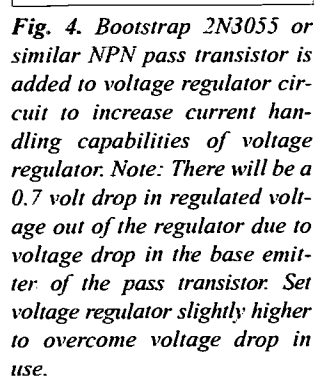 Fig. 4. Bootstrap 2N3055 or
similar NPN pass transistor is
added to voltage regulator cir-
cuit to increase current han-
dling capabilities of voltage
regulator. Note: There will be a
0.7 volt drop in regulated volt-
age out of the regulator due to
voltage drop in the base emit-
ter of the pass transistor. Set
voltage regulator slightly higher
to overcome voltage drop in
use.